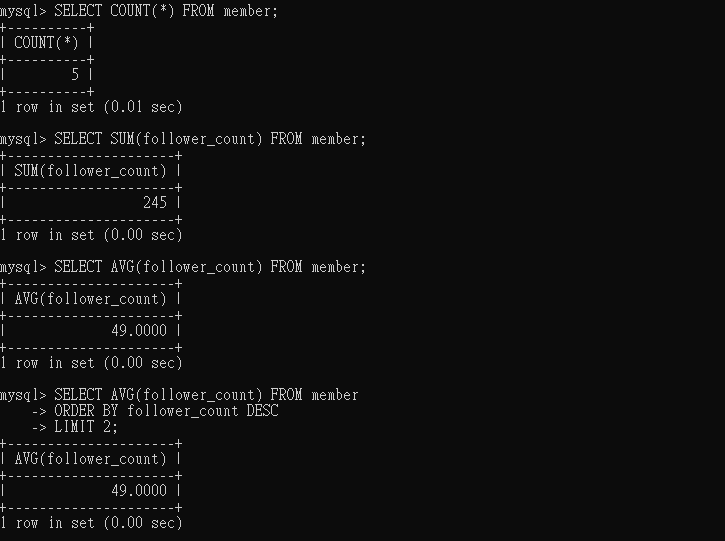 mysql> SELECT COUNT(*) FROM member;
+----------+
| COUNT(*) |
+----------+
|        5 |
+----------+
1 row in set (0.01 sec)

mysql> SELECT SUM(follower_count) FROM member;
+---------------------+
| SUM(follower_count) |
+---------------------+
|                 245 |
+---------------------+
1 row in set (0.00 sec)

mysql> SELECT AVG(follower_count) FROM member;
+---------------------+
| AVG(follower_count) |
+---------------------+
|             49.0000 |
+---------------------+
1 row in set (0.00 sec)

mysql> SELECT AVG(follower_count) FROM member
    -> ORDER BY follower_count DESC
    -> LIMIT 2;
+---------------------+
| AVG(follower_count) |
+---------------------+
|             49.0000 |
+---------------------+
1 row in set (0.00 sec)